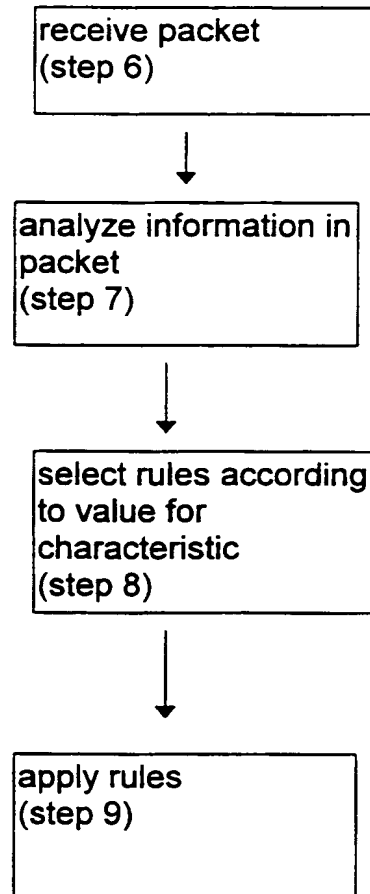 receive packet
(step 6)
analyze information in
packet
(step 7)
select rules according
to value for
characteristic
(step 8)
apply rules
(step 9)